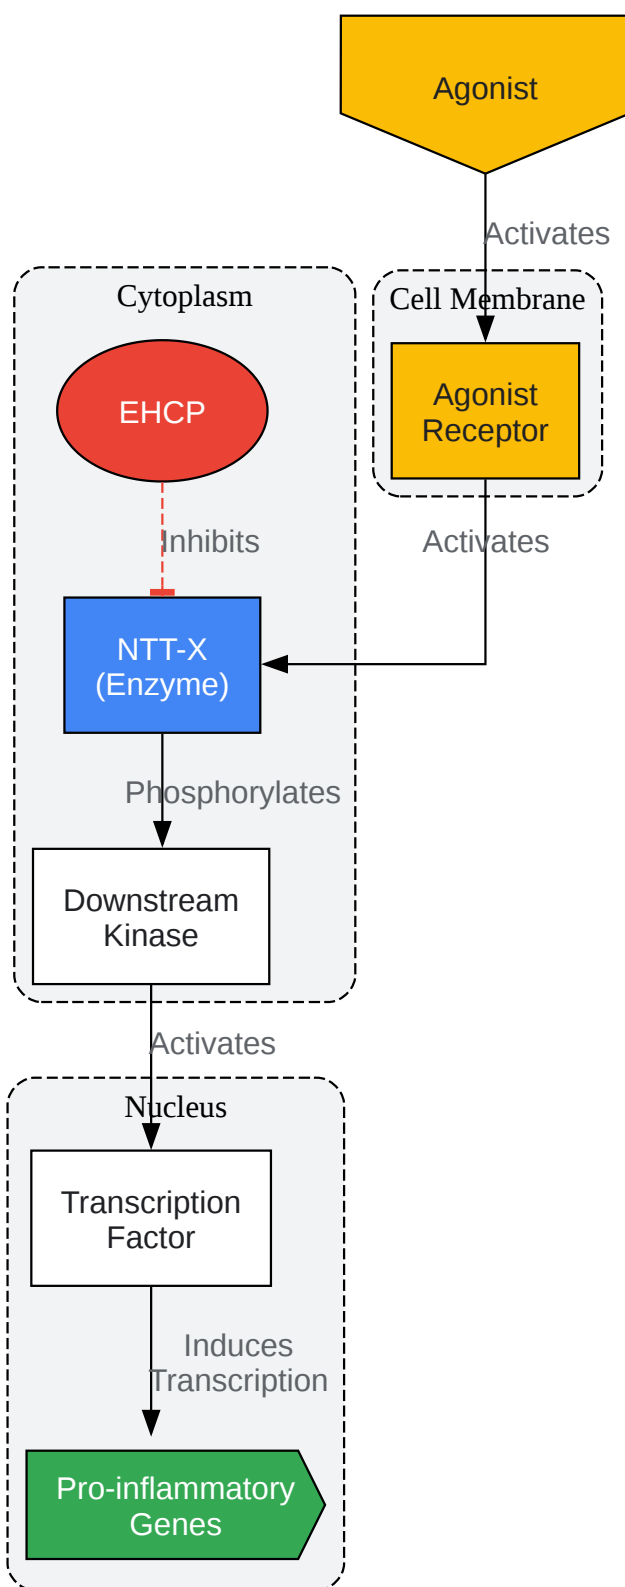 Agonist
Activates
Cytoplasm
Cell Membrane
EHCP
Agonist
Receptor
Inhibits
Activates
NTT-X
(Enzyme)
Phosphorylates
Downstream
Kinase
Activates
Nucleus
Transcription
Factor
Induces
Transcription
Pro-inflammatory
Genes